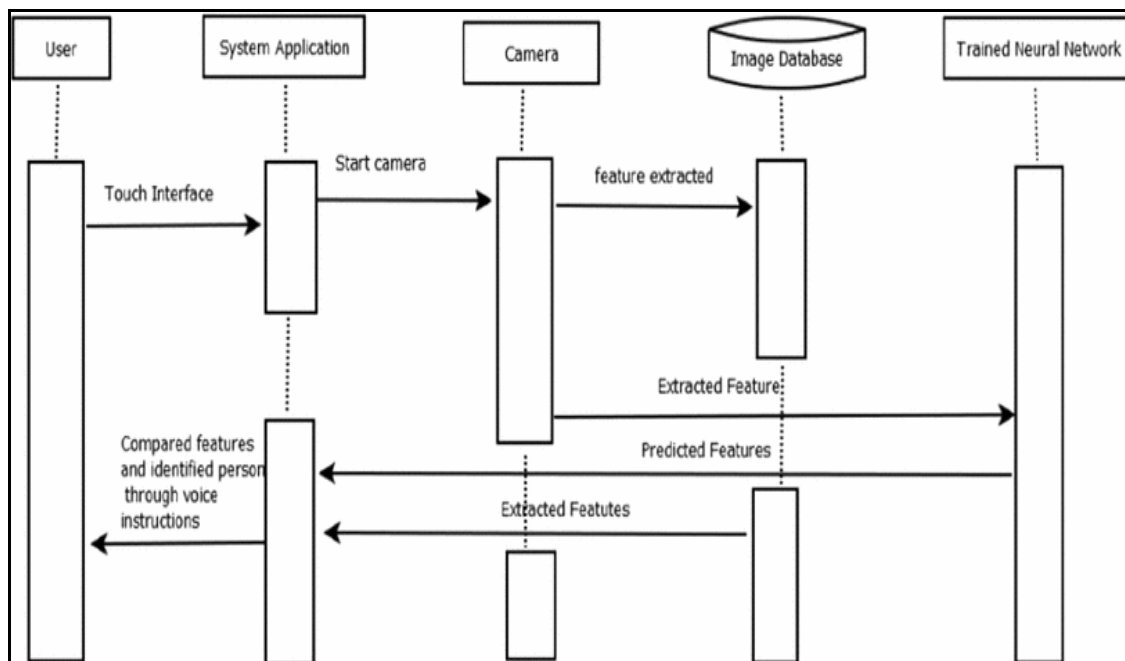 User
System Application
Camera
Image Database
Trained Neural Network
Start camera
feature extracted
Touch Interface
Extracted Feature
Compared features
and identified person
through voice
instructions
Predicted Features
Extracted Featutes